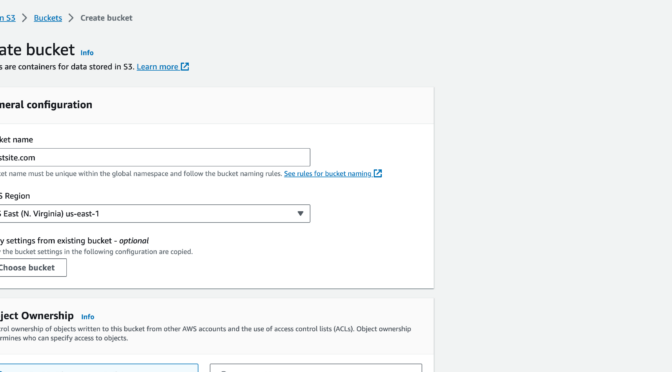 n S3 > Buckets > Create bucket
ate bucket Info
s are containers for data stored in S3. Learn more
neral configuration
ket name
stsite.com
et name must be unique within the global namespace and follow the bucket naming rules. See rules for bucket naming
S Region
S East (N. Virginia) us-east-1
y settings from existing bucket - optional
the bucket settings in the following configuration are copied.
Choose bucket
ject Ownership Info
trol ownership of objects written to this bucket from other AWS accounts and the use of access control lists (ACLs). Object ownership
ermines who can specify access to objects.